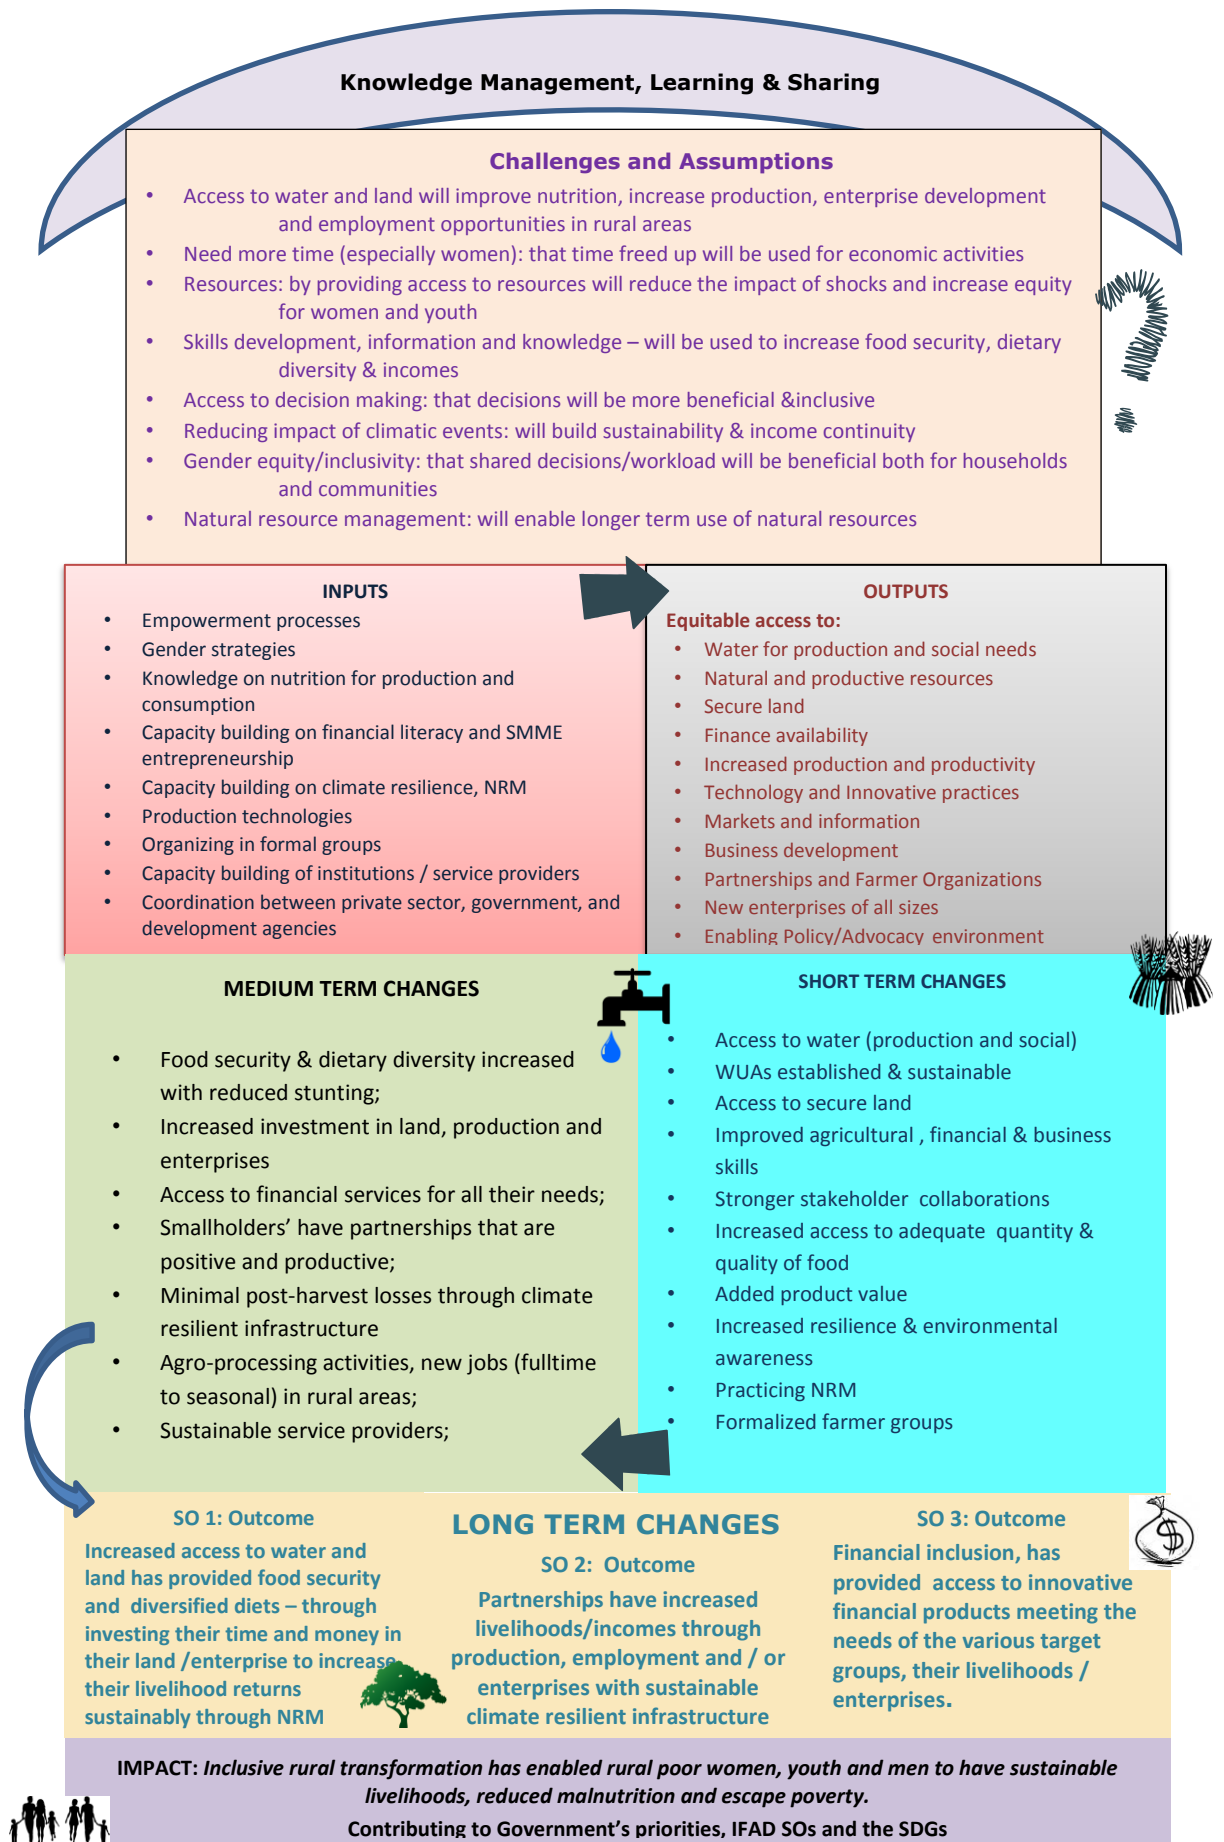 Knowledge Management, Learning & Sharing
Challenges and Assumptions
• Access to water and land will improve nutrition, increase production, enterprise development
and employment opportunities in rural areas
• Need more time (especially women): that time freed up will be used for economic activities
• Resources: by providing access to resources will reduce the impact of shocks and increase equity
for women and youth
• Skills development, information and knowledge – will be used to increase food security, dietary
diversity & incomes
• Access to decision making: that decisions will be more beneficial &inclusive
• Reducing impact of climatic events: will build sustainability & income continuity
• Gender equity/inclusivity: that shared decisions/workload will be beneficial both for households
and communities
• Natural resource management: will enable longer term use of natural resources
INPUTS
• Empowerment processes
• Gender strategies
• Knowledge on nutrition for production and
consumption
• Capacity building on financial literacy and SMME
entrepreneurship
• Capacity building on climate resilience, NRM
• Production technologies
• Organizing in formal groups
• Capacity building of institutions / service providers
• Coordination between private sector, government, and
development agencies
OUTPUTS
Equitable access to:
• Water for production and social needs
• Natural and productive resources
• Secure land
• Finance availability
• Increased production and productivity
• Technology and Innovative practices
• Markets and information
• Business development
• Partnerships and Farmer Organizations
• New enterprises of all sizes
• Enabling Policy/Advocacy environment
MEDIUM TERM CHANGES
• Food security & dietary diversity increased
with reduced stunting;
• Increased investment in land, production and
enterprises
• Access to financial services for all their needs;
• Smallholders’ have partnerships that are
positive and productive;
• Minimal post-harvest losses through climate
resilient infrastructure
• Agro-processing activities, new jobs (fulltime
to seasonal) in rural areas;
• Sustainable service providers;
SHORT TERM CHANGES
• Access to water (production and social)
• WUAs established & sustainable
• Access to secure land
• Improved agricultural , financial & business
skills
• Stronger stakeholder collaborations
• Increased access to adequate quantity &
quality of food
• Added product value
• Increased resilience & environmental
awareness
• Practicing NRM
• Formalized farmer groups
SO 1: Outcome
Increased access to water and
land has provided food security
and diversified diets – through
investing their time and money in
their land /enterprise to increase
their livelihood returns
sustainably through NRM
LONG TERM CHANGES
SO 2: Outcome
Partnerships have increased
livelihoods/incomes through
production, employment and / or
enterprises with sustainable
climate resilient infrastructure
SO 3: Outcome
Financial inclusion, has
provided access to innovative
financial products meeting the
needs of the various target
groups, their livelihoods /
enterprises.
$
IMPACT: Inclusive rural transformation has enabled rural poor women, youth and men to have sustainable
livelihoods, reduced malnutrition and escape poverty.
Contributing to Government’s priorities, IFAD SOs and the SDGs